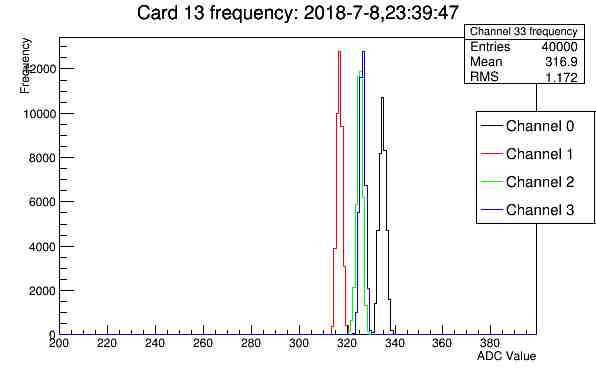 Card 13 frequency: 2018-7-8,23:39:47
Channel 33 frequency
Entries 40000
Mean 316.9
RMS 1.172
Frequency
12000
10000
8000
6000
4000
2000
0
Channel 0
Channel 1
Channel 2
Channel 3
200 220 240 260 280 300 320 340 360 380
ADC Value